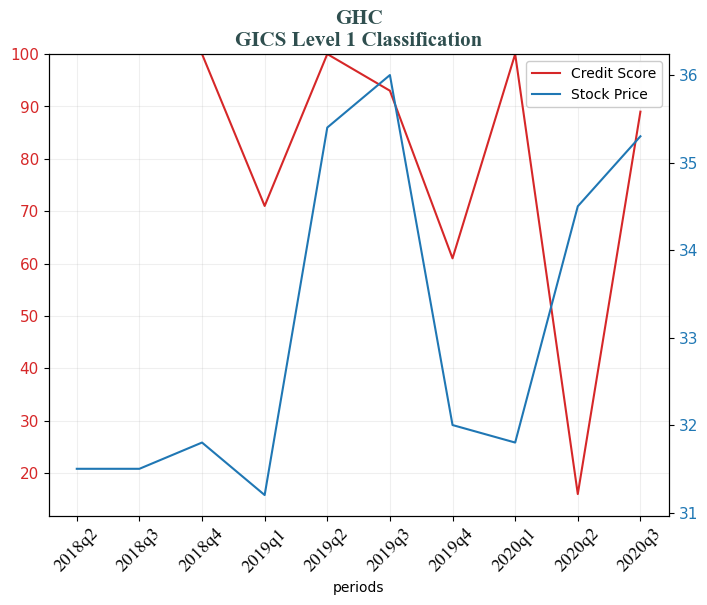 GHC
GICS Level 1 Classification
100
90
80
70
60
50
40
30
20
Credit Score
Stock Price
36
35
34
33
32
31
2018q2
2018q3
2018q4
2019q1
2019q2
2019q3
2019q4
2020q1
2020q2
2020q3
periods